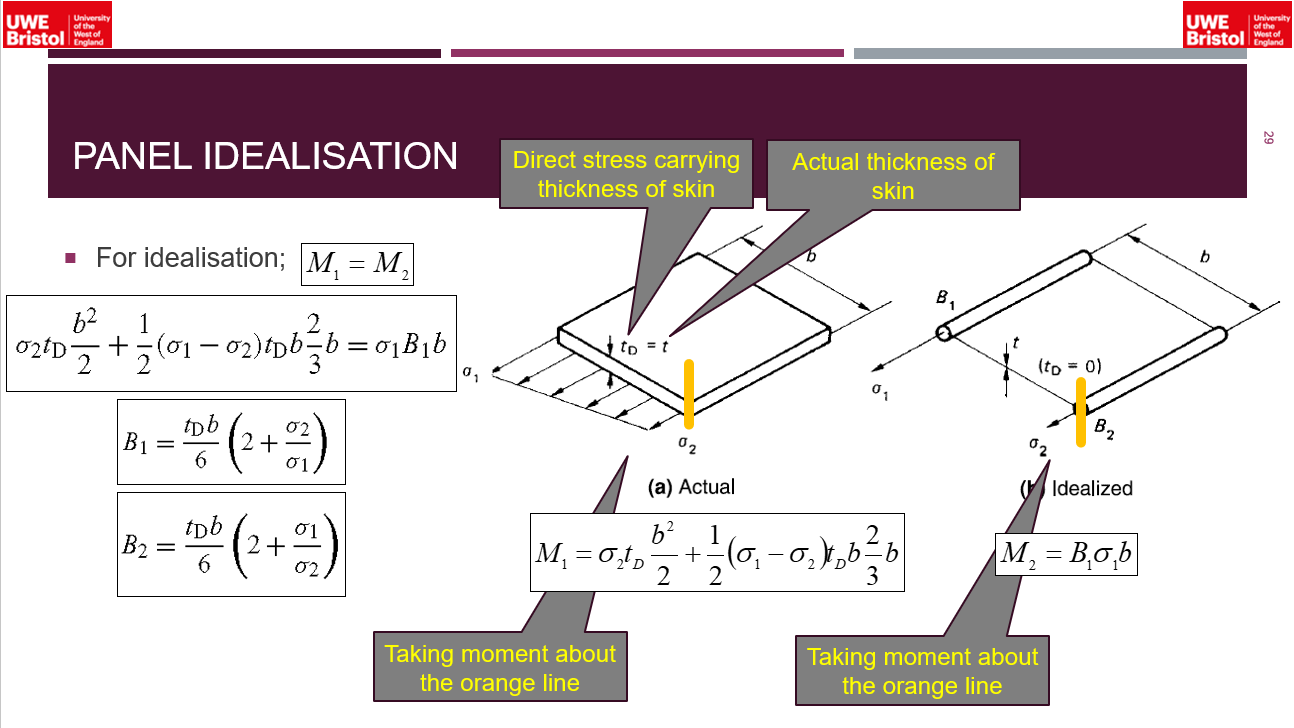 UWE
Bristol
University
of the
West of
England
UWE
Bristol
University
of the
West of
England
29
PANEL IDEALISATION
Direct stress carrying
thickness of skin
Actual thickness of
skin
For idealisation;
M₁ = M₂
σ₂t_D b²/2 + 1/2(σ₁ − σ₂)t_D b 2/3 b = σ₁B₁b
B₁ = t_D b/6 (2 + σ₂/σ₁)
B₂ = t_D b/6 (2 + σ₁/σ₂)
b
t_D = t
σ₁
σ₂
(a) Actual
b
B₁
t
(t_D = 0)
σ₁
B₂
σ₂
Idealized
M₁ = σ₂t_D b²/2 + 1/2(σ₁ − σ₂)t_D b 2/3 b
M₂ = B₁σ₁b
Taking moment about
the orange line
Taking moment about
the orange line